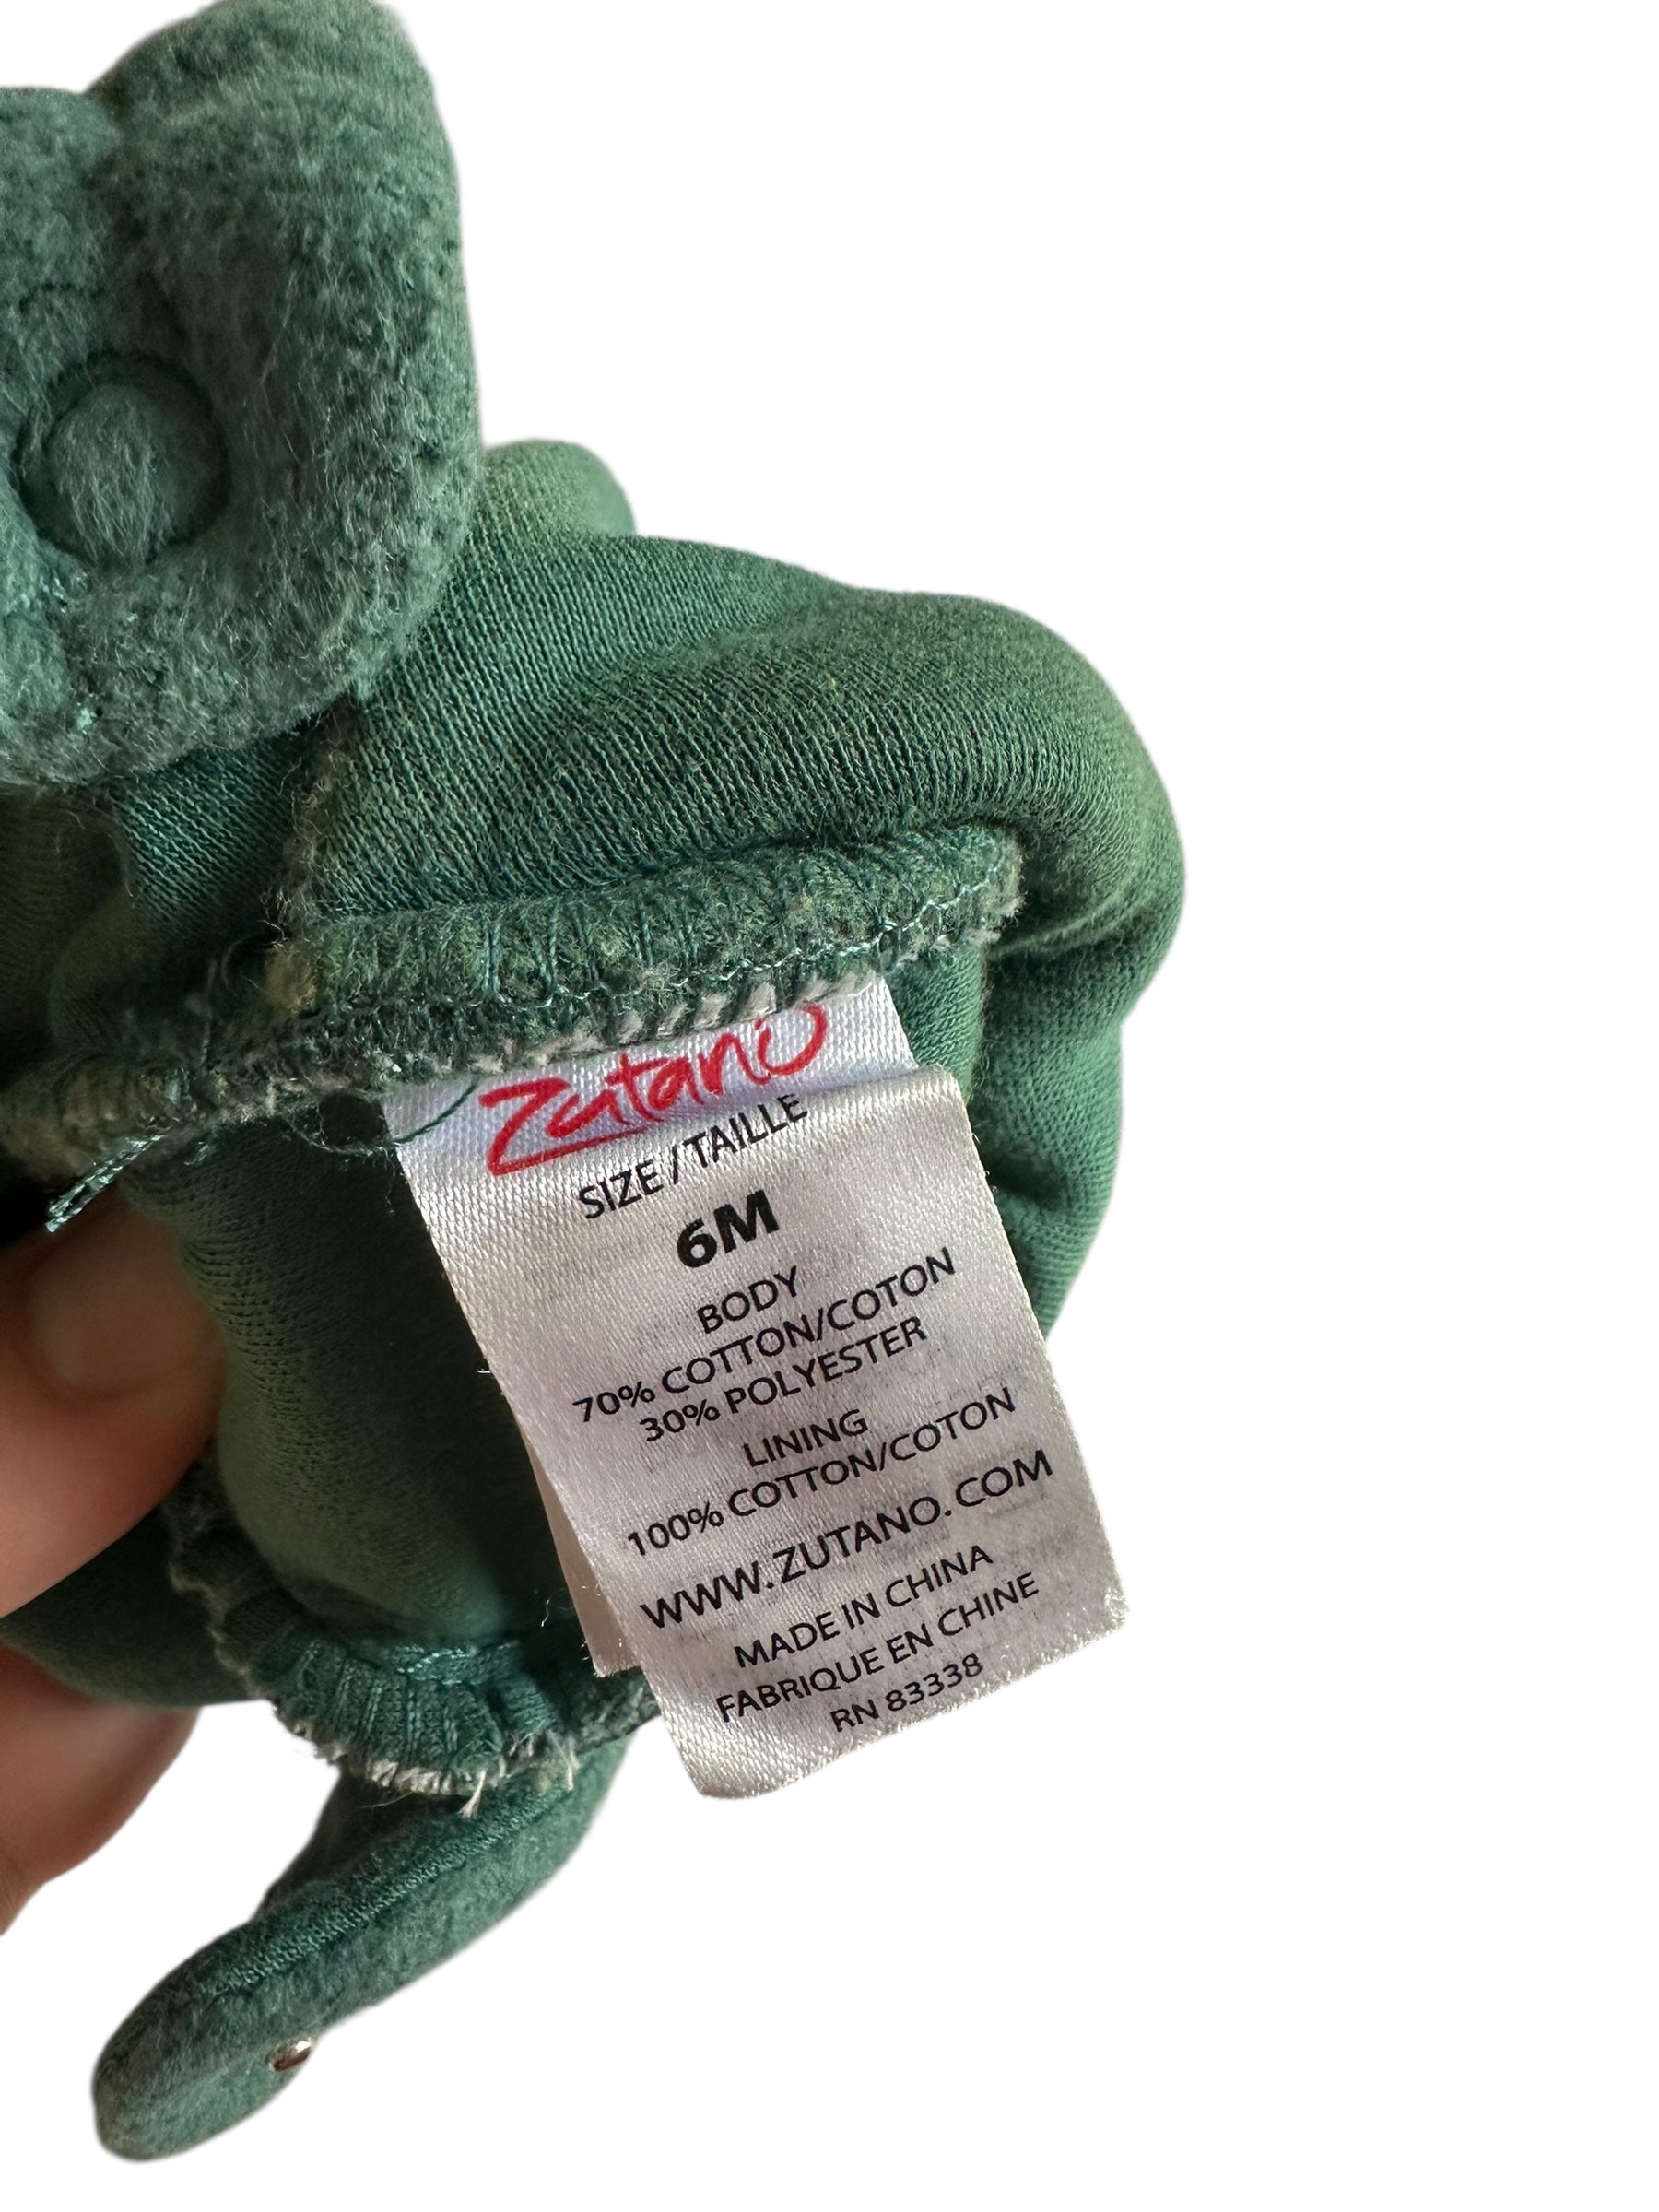 Zutano
SIZE/TAILLE
6M
BODY
70% COTTON/COTON
30% POLYESTER
LINING
100% COTTON/COTON
WWW.ZUTANO.COM
MADE IN CHINA
FABRIQUE EN CHINE
RN 83338